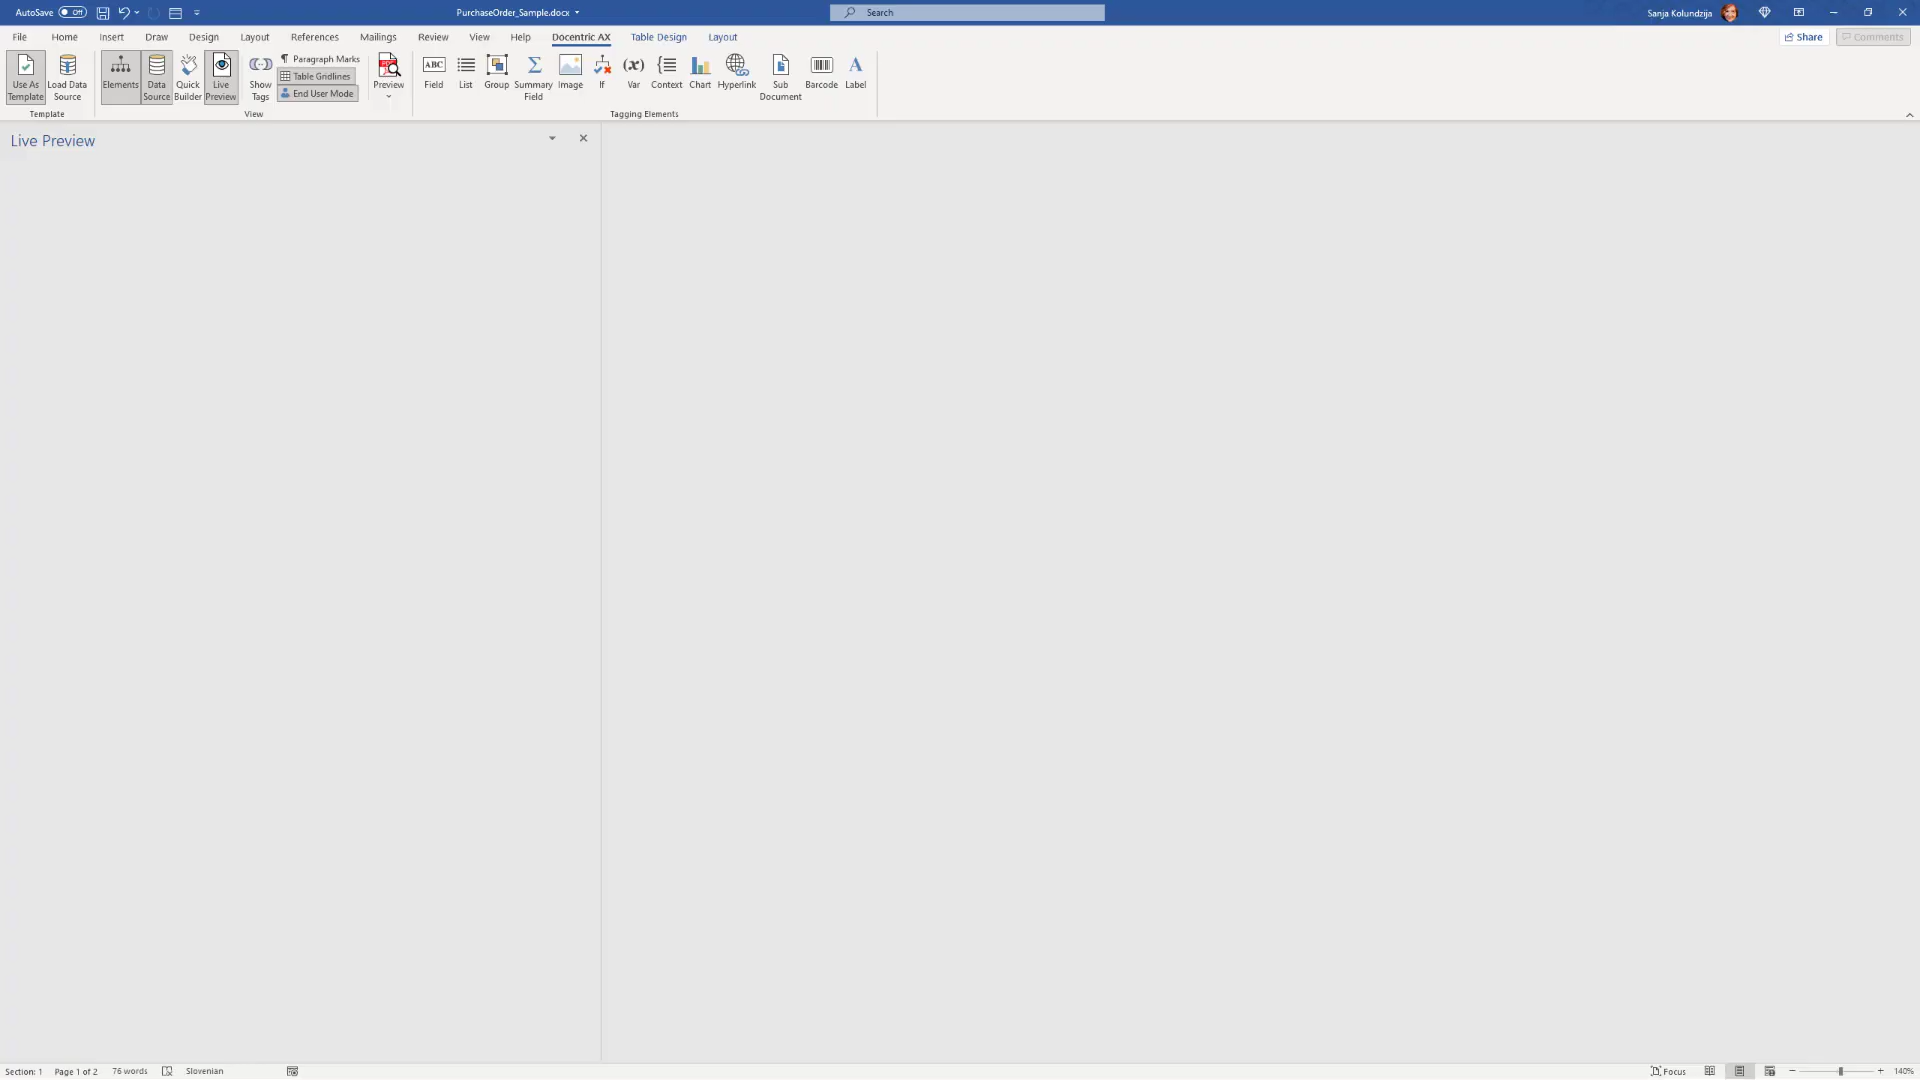 AutoSave Off PurchaseOrder_Sample.docx Search Sanja Kolundzija
File Home Insert Draw Design Layout References Mailings Review View Help Docentric AX Table Design Layout Share Comments
Use As Template
Load Data Source
Elements
Data Source
Quick Builder
Live Preview
Show Tags
Paragraph Marks
Table Gridlines
End User Mode
Preview
ABC
Field
List
Group
Summary Field
Image
If
(x)
Var
Context
Chart
Hyperlink
Sub Document
Barcode
Label
Template View Tagging Elements
Live Preview
Section: 1 Page 1 of 2 76 words Slovenian Focus 140%